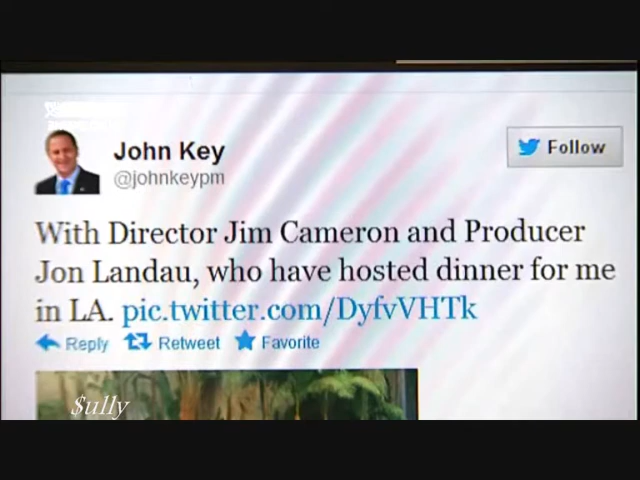 John Key
@johnkeypm
Follow
With Director Jim Cameron and Producer
Jon Landau, who have hosted dinner for me
in LA. pic.twitter.com/DyfvVHTk
Reply Retweet Favorite
$ully